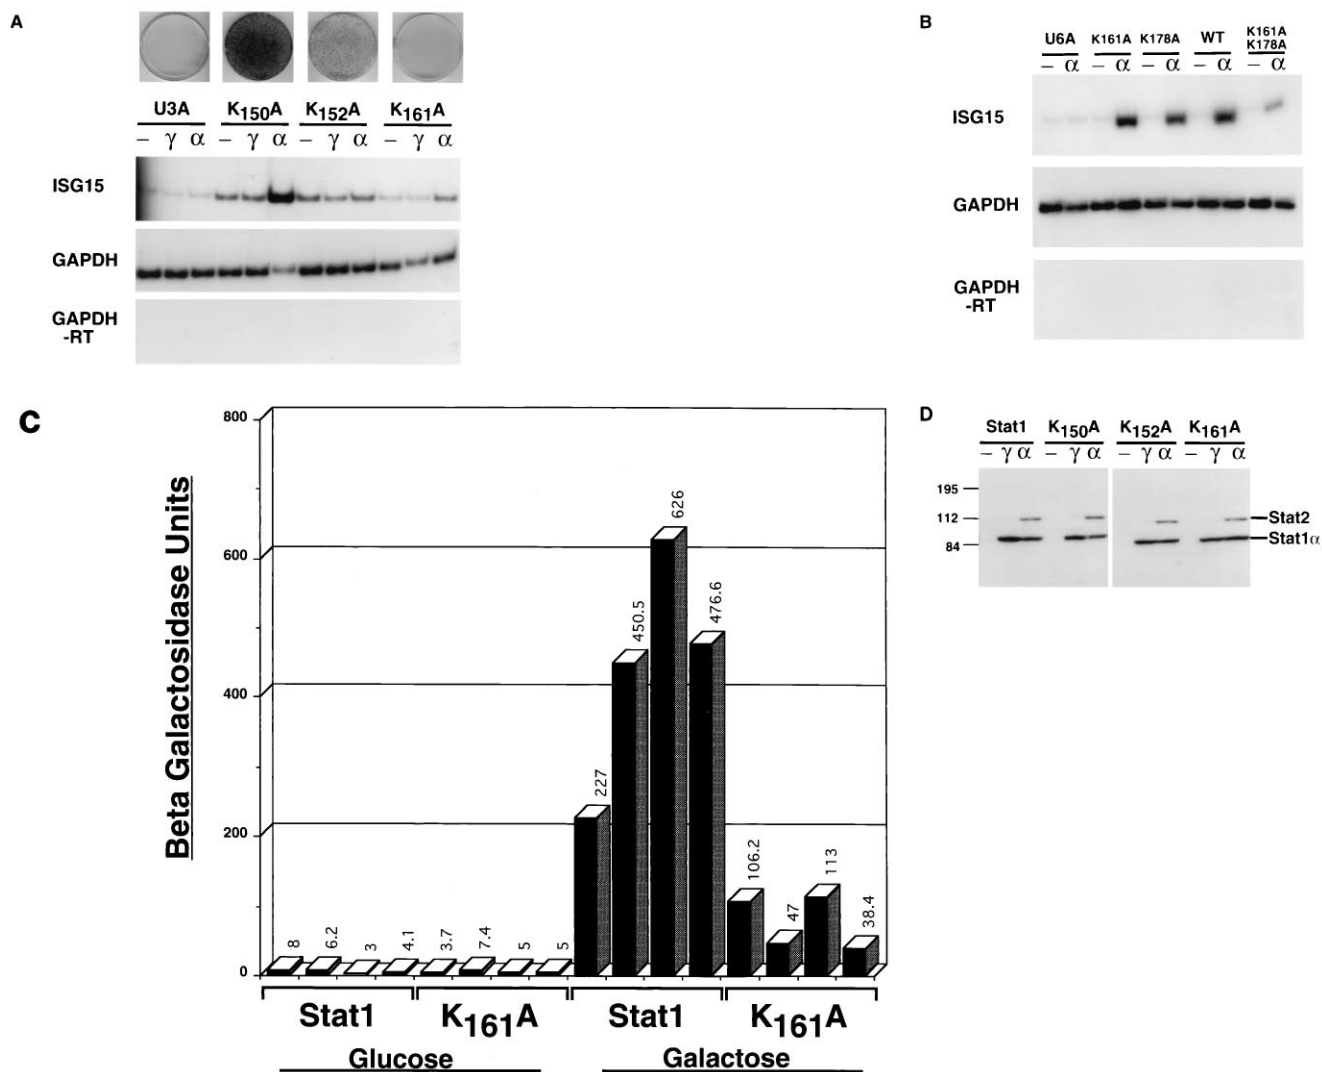 A
U3A K150A K152A K161A
– γ α – γ α – γ α – γ α
ISG15
GAPDH
GAPDH
-RT
B
U6A K161A K178A WT K161A
K178A
– α – α – α – α – α
ISG15
GAPDH
GAPDH
-RT
C
Beta Galactosidase Units
800
600
400
200
0
8 6.2 3 4.1 3.7 7.4 5 5 227 450.5 626 476.6 106.2 47 113 38.4
Stat1 K161A Stat1 K161A
Glucose Galactose
D
Stat1 K150A K152A K161A
– γ α – γ α – γ α – γ α
195
112
84
Stat2
Stat1α